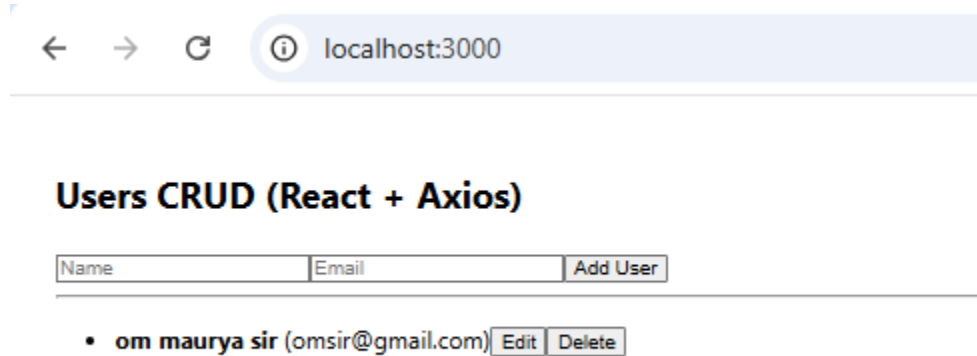 localhost:3000
Users CRUD (React + Axios)
Name Email Add User
om maurya sir (omsir@gmail.com) Edit Delete